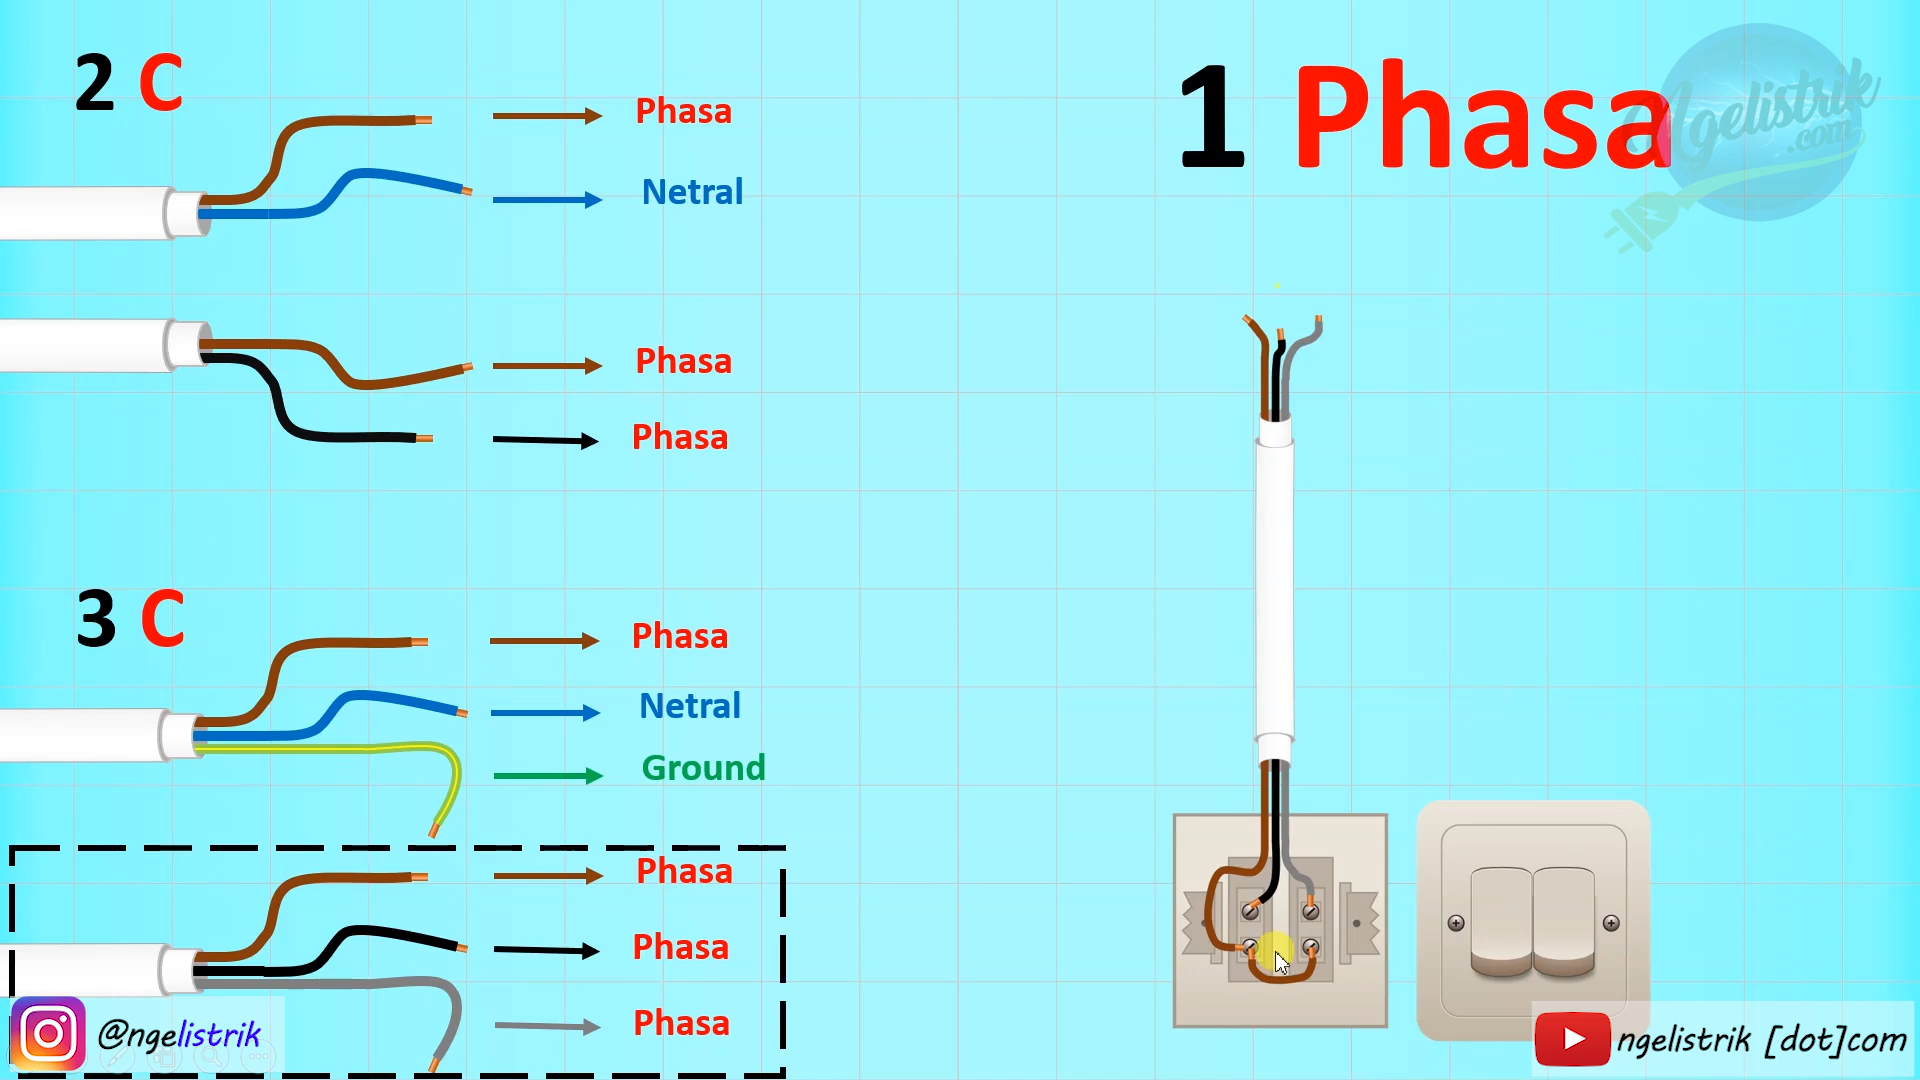 2 C
Phasa
Netral
Phasa
Phasa
3 C
Phasa
Netral
Ground
Phasa
Phasa
Phasa
@ngelistrik
1 Phasa
Ngelistrik
.com
ngelistrik [dot]com